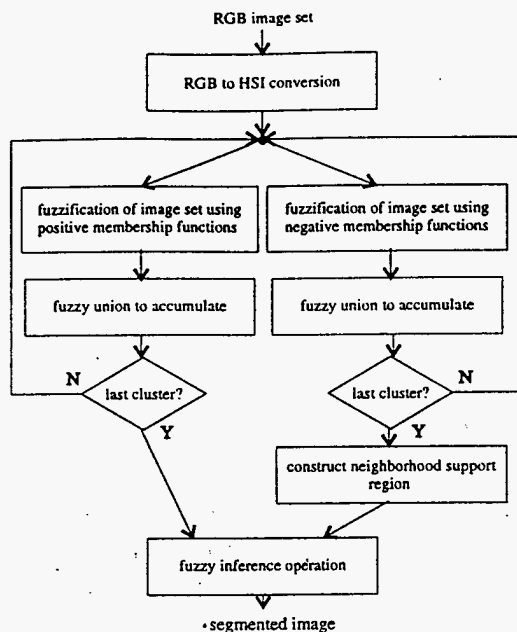 RGB image set
RGB to HSI conversion
fuzzification of image set using
positive membership functions
fuzzification of image set using
negative membership functions
fuzzy union to accumulate
fuzzy union to accumulate
N
last cluster?
Y
last cluster?
N
Y
construct neighborhood support
region
fuzzy inference operation
segmented image